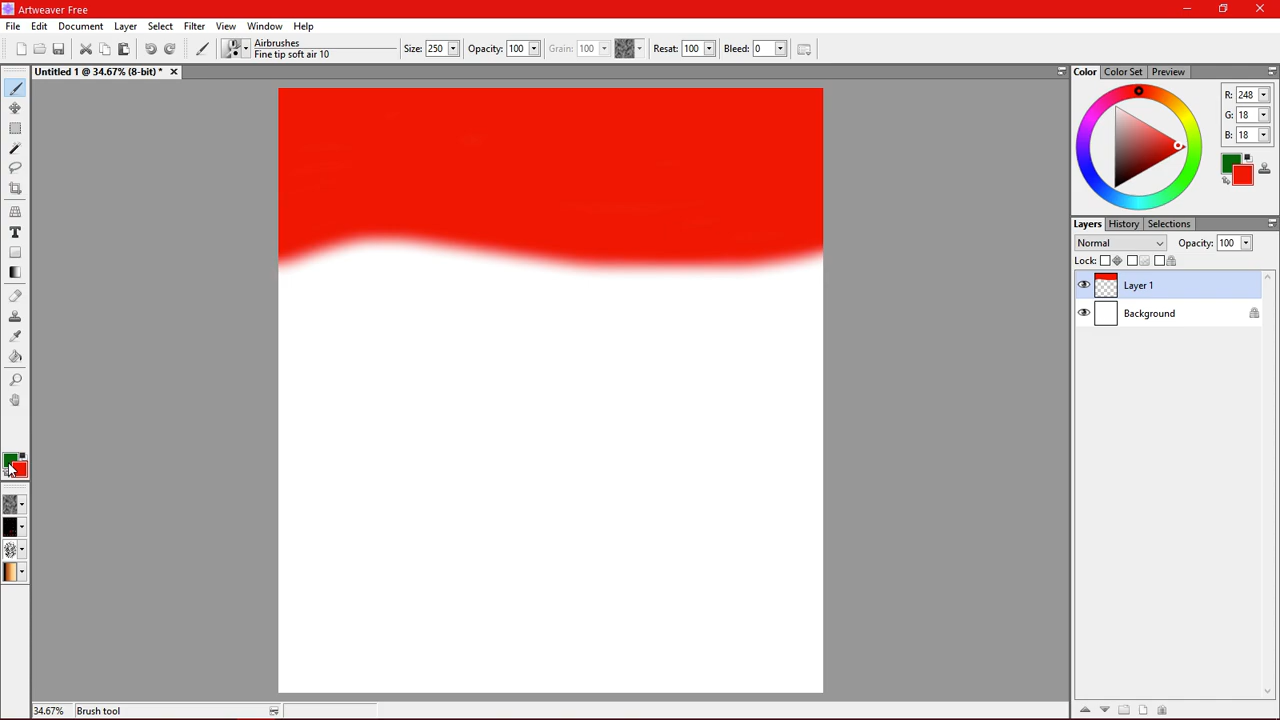 Artweaver Free
File Edit Document Layer Select Filter View Window Help
Airbrushes
Fine tip soft air 10
Size: 250 Opacity: 100 Grain: 100 Resat: 100 Bleed: 0
Untitled 1 @ 34.67% (8-bit) *
Color Color Set Preview
R: 248
G: 18
B: 18
Layers History Selections
Normal Opacity: 100
Lock:
Layer 1
Background
34.67% Brush tool